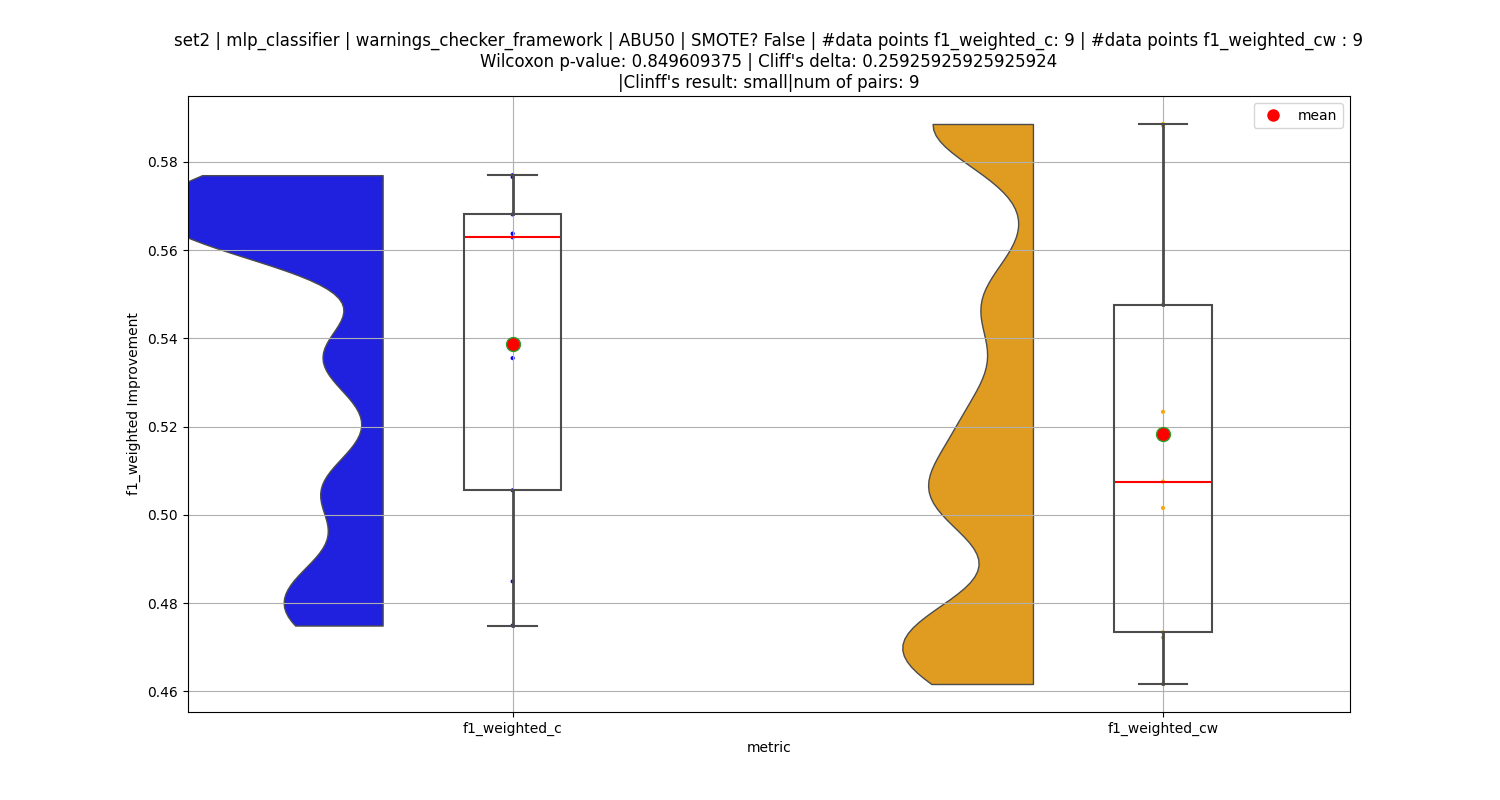 set2 | mlp_classifier | warnings_checker_framework | ABU50 | SMOTE? False | #data points f1_weighted_c: 9 | #data points f1_weighted_cw : 9
Wilcoxon p-value: 0.849609375 | Cliff's delta: 0.25925925925925924
|Clinff's result: small|num of pairs: 9
mean
0.58
0.56
0.54
0.52
0.50
0.48
0.46
f1_weighted Improvement
f1_weighted_c
f1_weighted_cw
metric